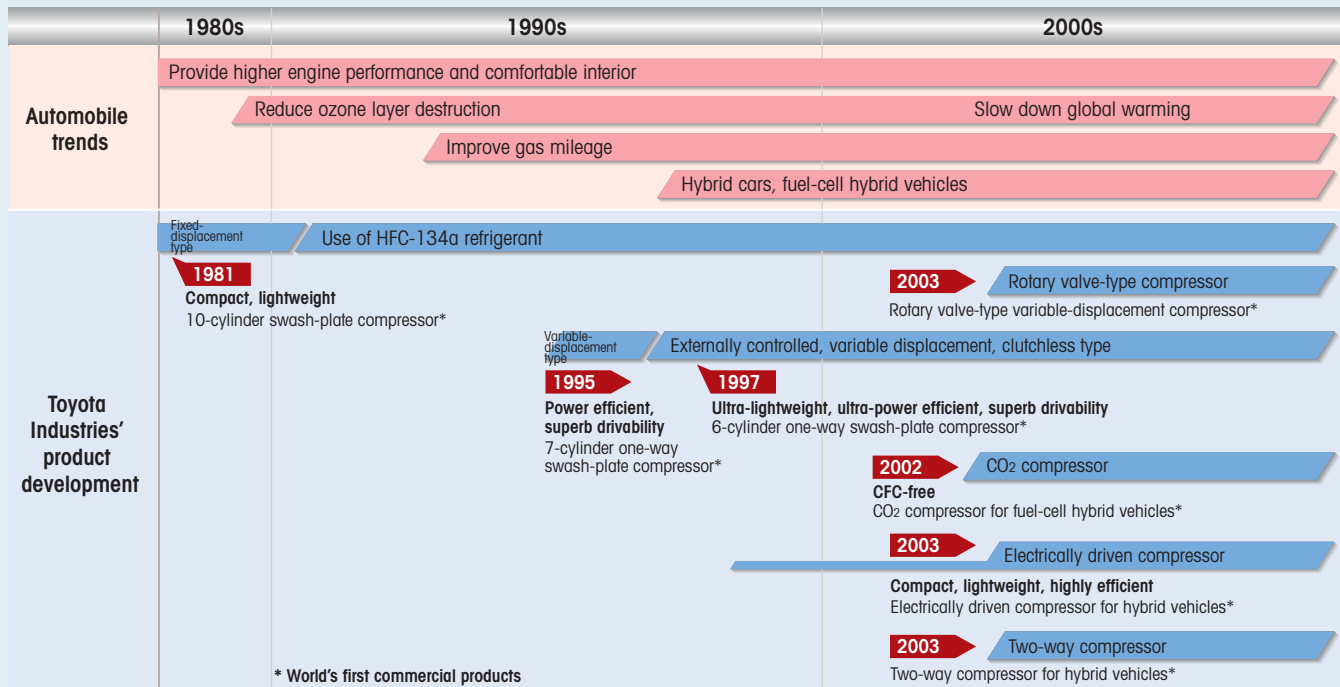 1980s
1990s
2000s
Automobile
trends
Provide higher engine performance and comfortable interior
Reduce ozone layer destruction
Slow down global warming
Improve gas mileage
Hybrid cars, fuel-cell hybrid vehicles
Toyota
Industries’
product
development
Fixed-
displacement
type
Use of HFC-134a refrigerant
1981
Compact, lightweight
10-cylinder swash-plate compressor*
2003
Rotary valve-type compressor
Rotary valve-type variable-displacement compressor*
Variable-
displacement
type
Externally controlled, variable displacement, clutchless type
1995
Power efficient,
superb drivability
7-cylinder one-way
swash-plate compressor*
1997
Ultra-lightweight, ultra-power efficient, superb drivability
6-cylinder one-way swash-plate compressor*
2002
CO2 compressor
CFC-free
CO2 compressor for fuel-cell hybrid vehicles*
2003
Electrically driven compressor
Compact, lightweight, highly efficient
Electrically driven compressor for hybrid vehicles*
2003
Two-way compressor
Two-way compressor for hybrid vehicles*
* World’s first commercial products